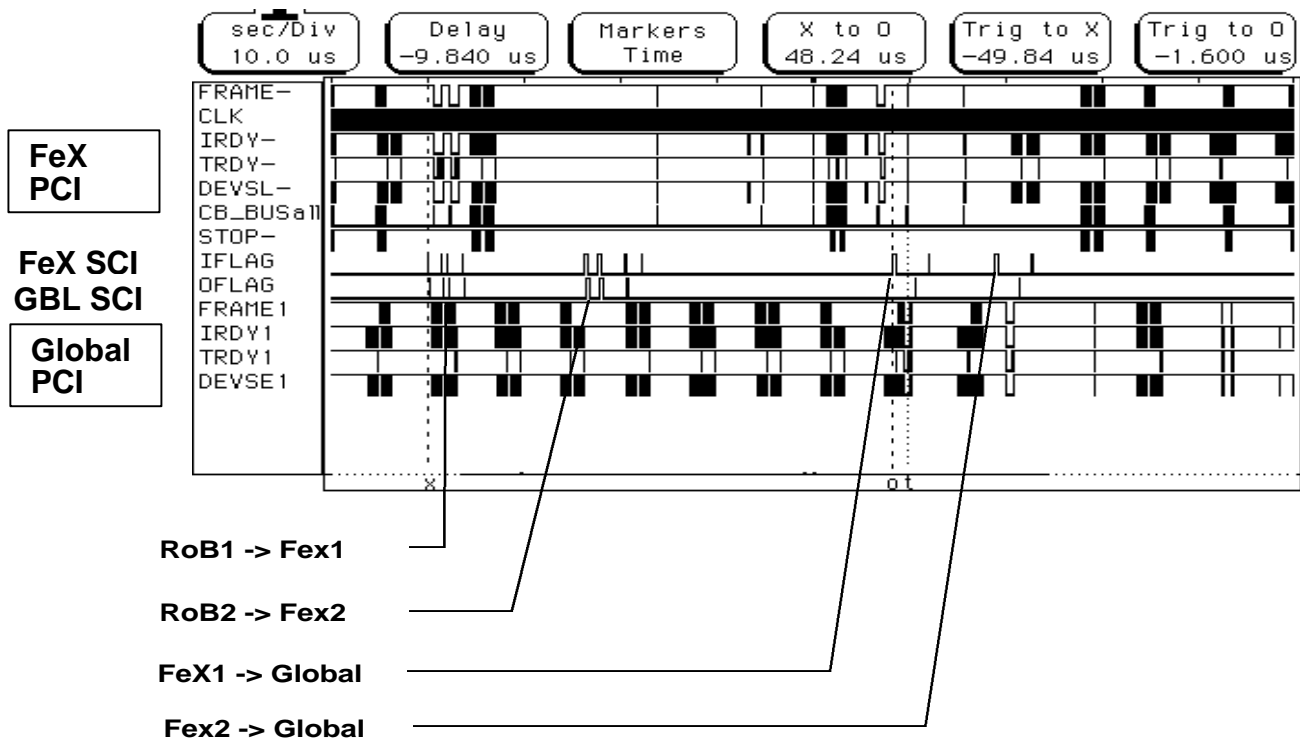 sec/Div
10.0 us
Delay
-9.840 us
Markers
Time
X to O
48.24 us
Trig to X
-49.84 us
Trig to O
-1.600 us
FRAME-
CLK
IRDY-
TRDY-
DEVSL-
CB_BUSall
STOP-
IFLAG
OFLAG
FRAME1
IRDY1
TRDY1
DEVSE1
FeX
PCI
FeX SCI
GBL SCI
Global
PCI
x
o t
RoB1 -> Fex1
RoB2 -> Fex2
FeX1 -> Global
Fex2 -> Global